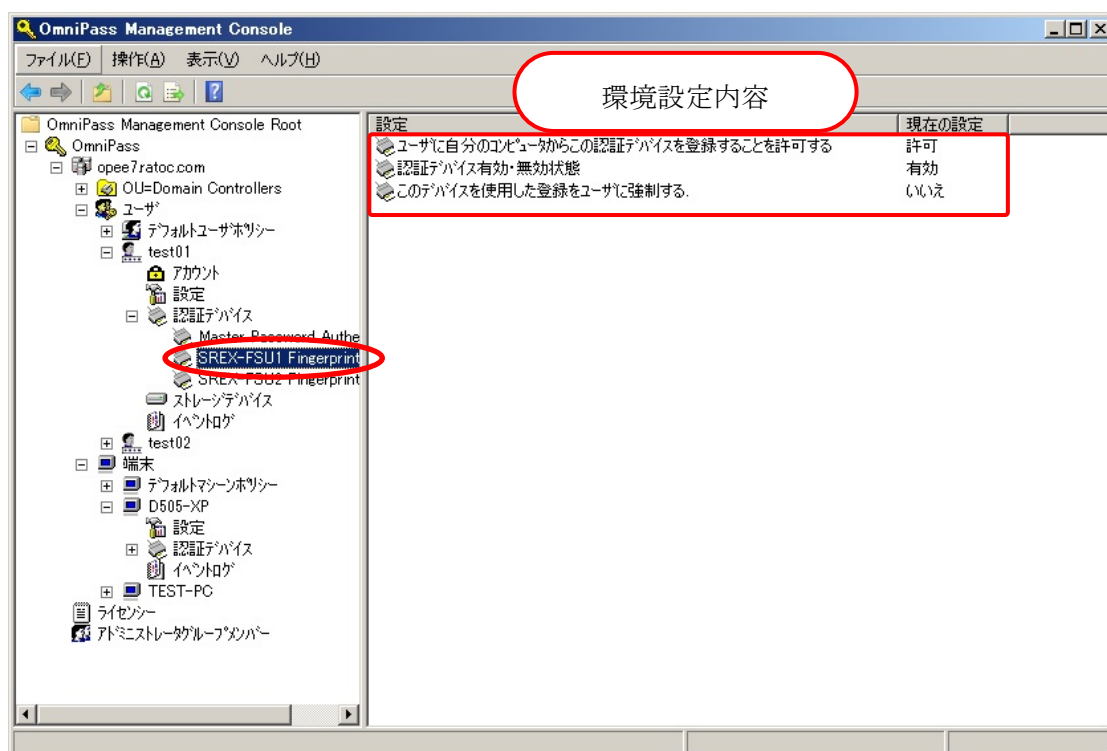 OmniPass Management Console
ファイル(F) 操作(A) 表示(V) ヘルプ(H)
環境設定内容
OmniPass Management Console Root
OmniPass
opee7.ratoc.com
OU=Domain Controllers
ユーザ
デフォルトユーザポリシー
test01
アカウント
設定
認証デバイス
Master Password Authe
SREX-FSU1 Fingerprint
SREX-FSU2 Fingerprint
ストレージデバイス
イベントログ
test02
端末
デフォルトマシーンポリシー
D505-XP
設定
認証デバイス
イベントログ
TEST-PC
ライセンシー
アドミニストレータグループメンバー
設定 現在の設定
ユーザに自分のコンピュータからこの認証デバイスを登録することを許可する 許可
認証デバイス有効・無効状態 有効
このデバイスを使用した登録をユーザに強制する. いいえ